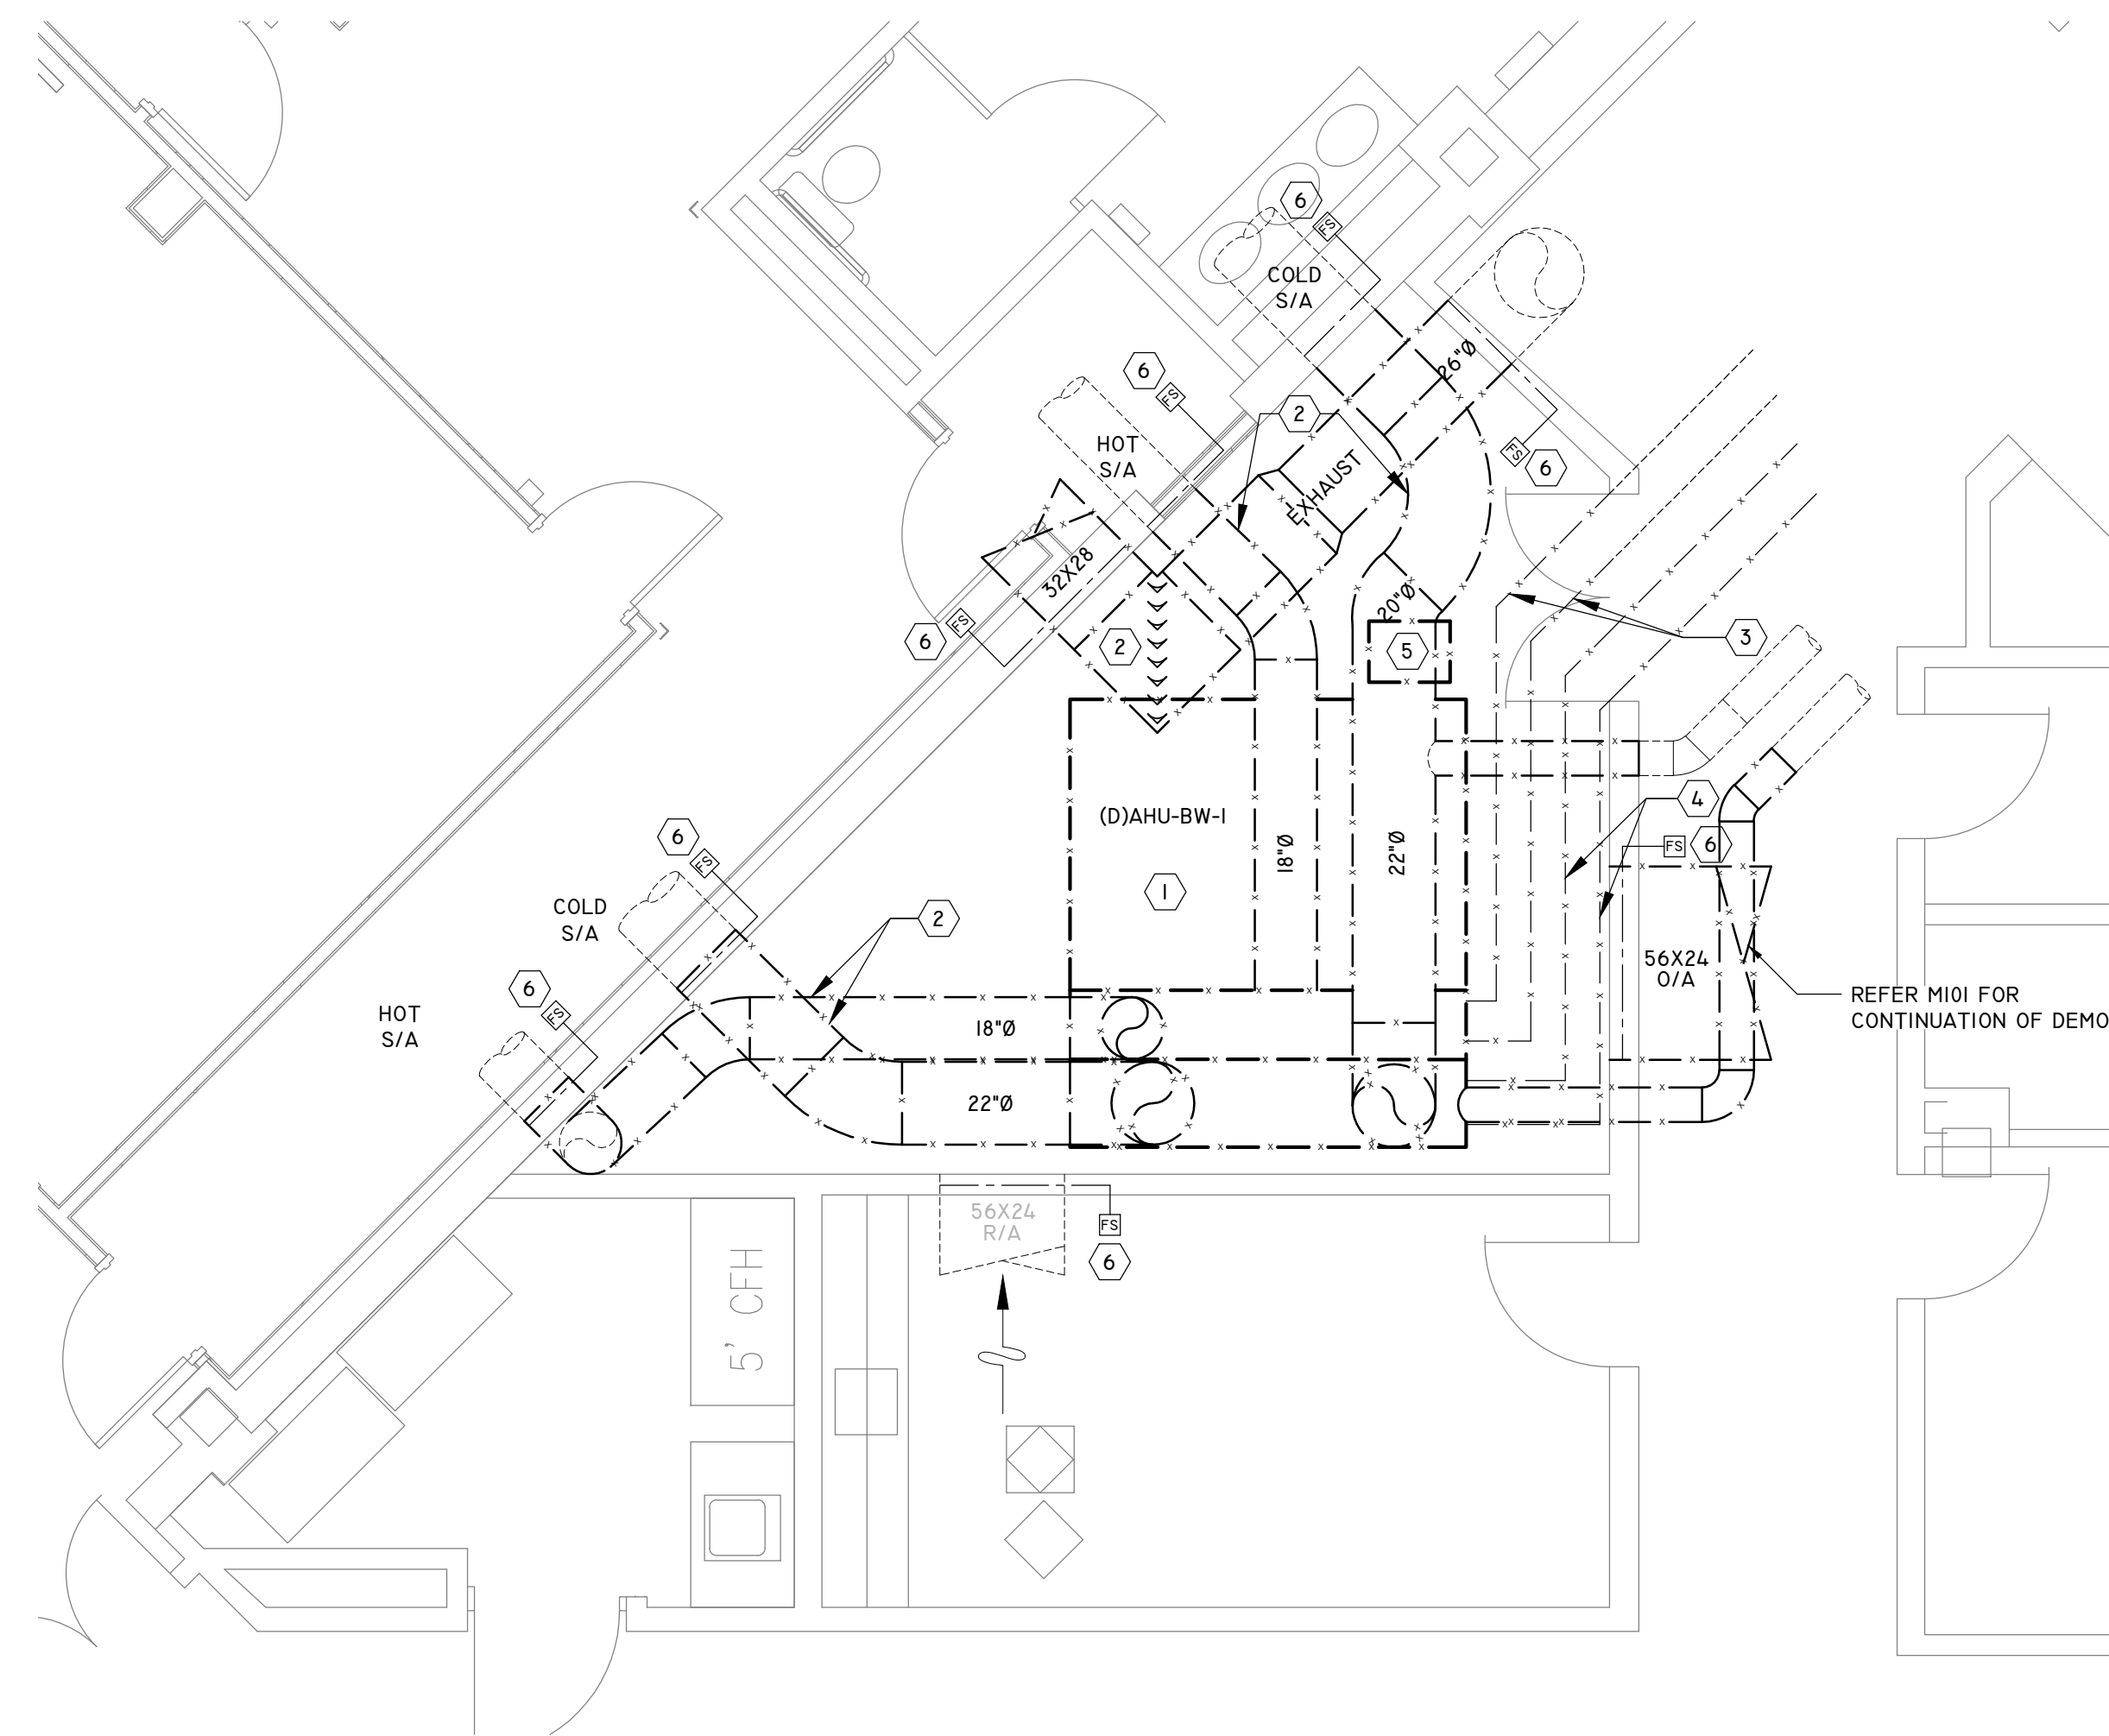 6
FS
COLD
S/A
26"Ø
6
FS
2
HOT
S/A
FS
6
EXHAUST
32X28
20"Ø
FS
6
2
5
3
(D)AHU-BW-1
1
18"Ø
22"Ø
4
FS
6
6
FS
COLD
S/A
2
56X24
O/A
REFER M101 FOR
CONTINUATION OF DEMO
6
FS
HOT
S/A
18"Ø
22"Ø
56X24
R/A
FS
6
5' CFH